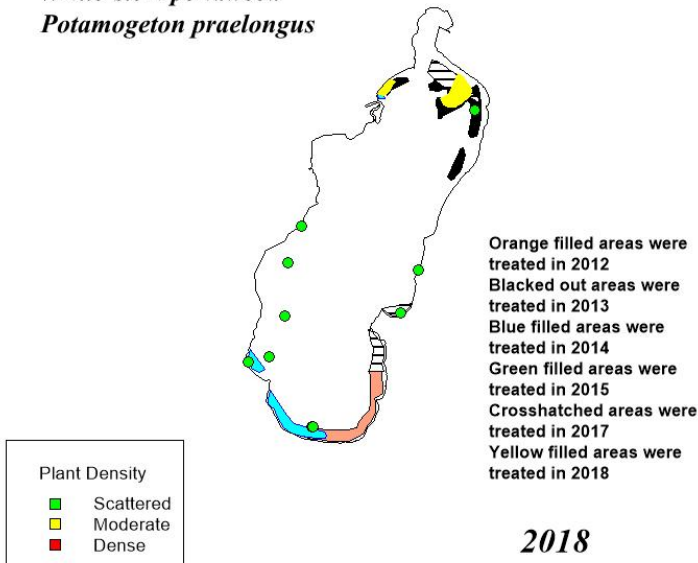 Potamogeton praelongus
Orange filled areas were
treated in 2012
Blacked out areas were
treated in 2013
Blue filled areas were
treated in 2014
Green filled areas were
treated in 2015
Crosshatched areas were
treated in 2017
Yellow filled areas were
treated in 2018
Plant Density
Scattered
Moderate
Dense
2018